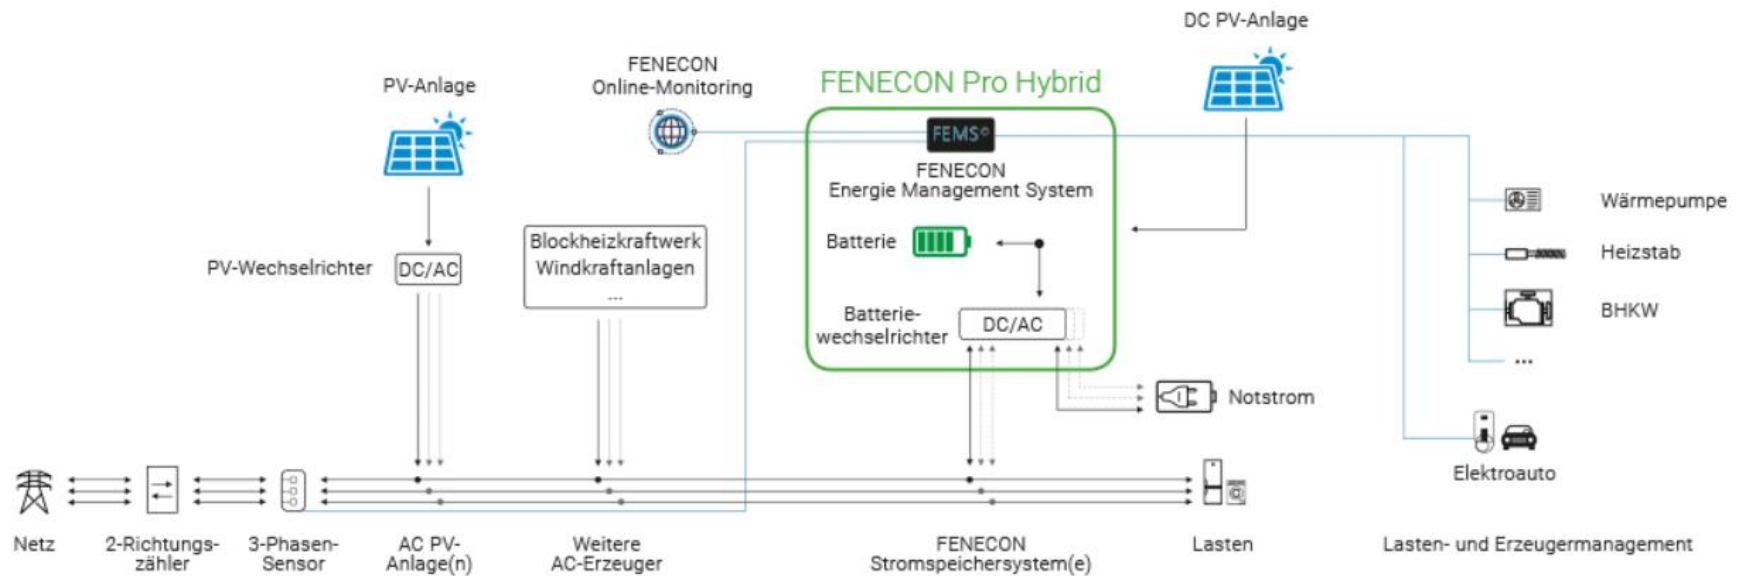 DC PV-Anlage
FENECON
Online-Monitoring
PV-Anlage
FENECON Pro Hybrid
FEMS©
FENECON
Energie Management System
Batterie
Batterie-
wechselrichter
DC/AC
PV-Wechselrichter
DC/AC
Blockheizkraftwerk
Windkraftanlagen
...
Wärmepumpe
Heizstab
BHKW
...
Notstrom
Elektroauto
Netz
2-Richtungs-
zähler
3-Phasen-
Sensor
AC PV-
Anlage(n)
Weitere
AC-Erzeuger
FENECON
Stromspeichersystem(e)
Lasten
Lasten- und Erzeugermanagement